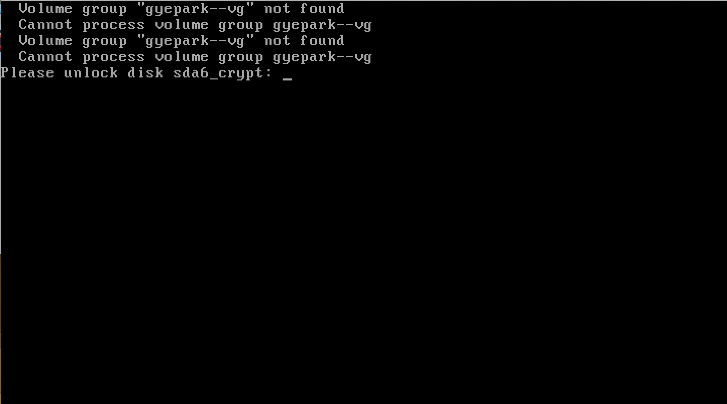 Volume group "gyepark--vg" not found
Cannot process volume group gyepark--vg
Volume group "gyepark--vg" not found
Cannot process volume group gyepark--vg
Please unlock disk sda6_crypt: _